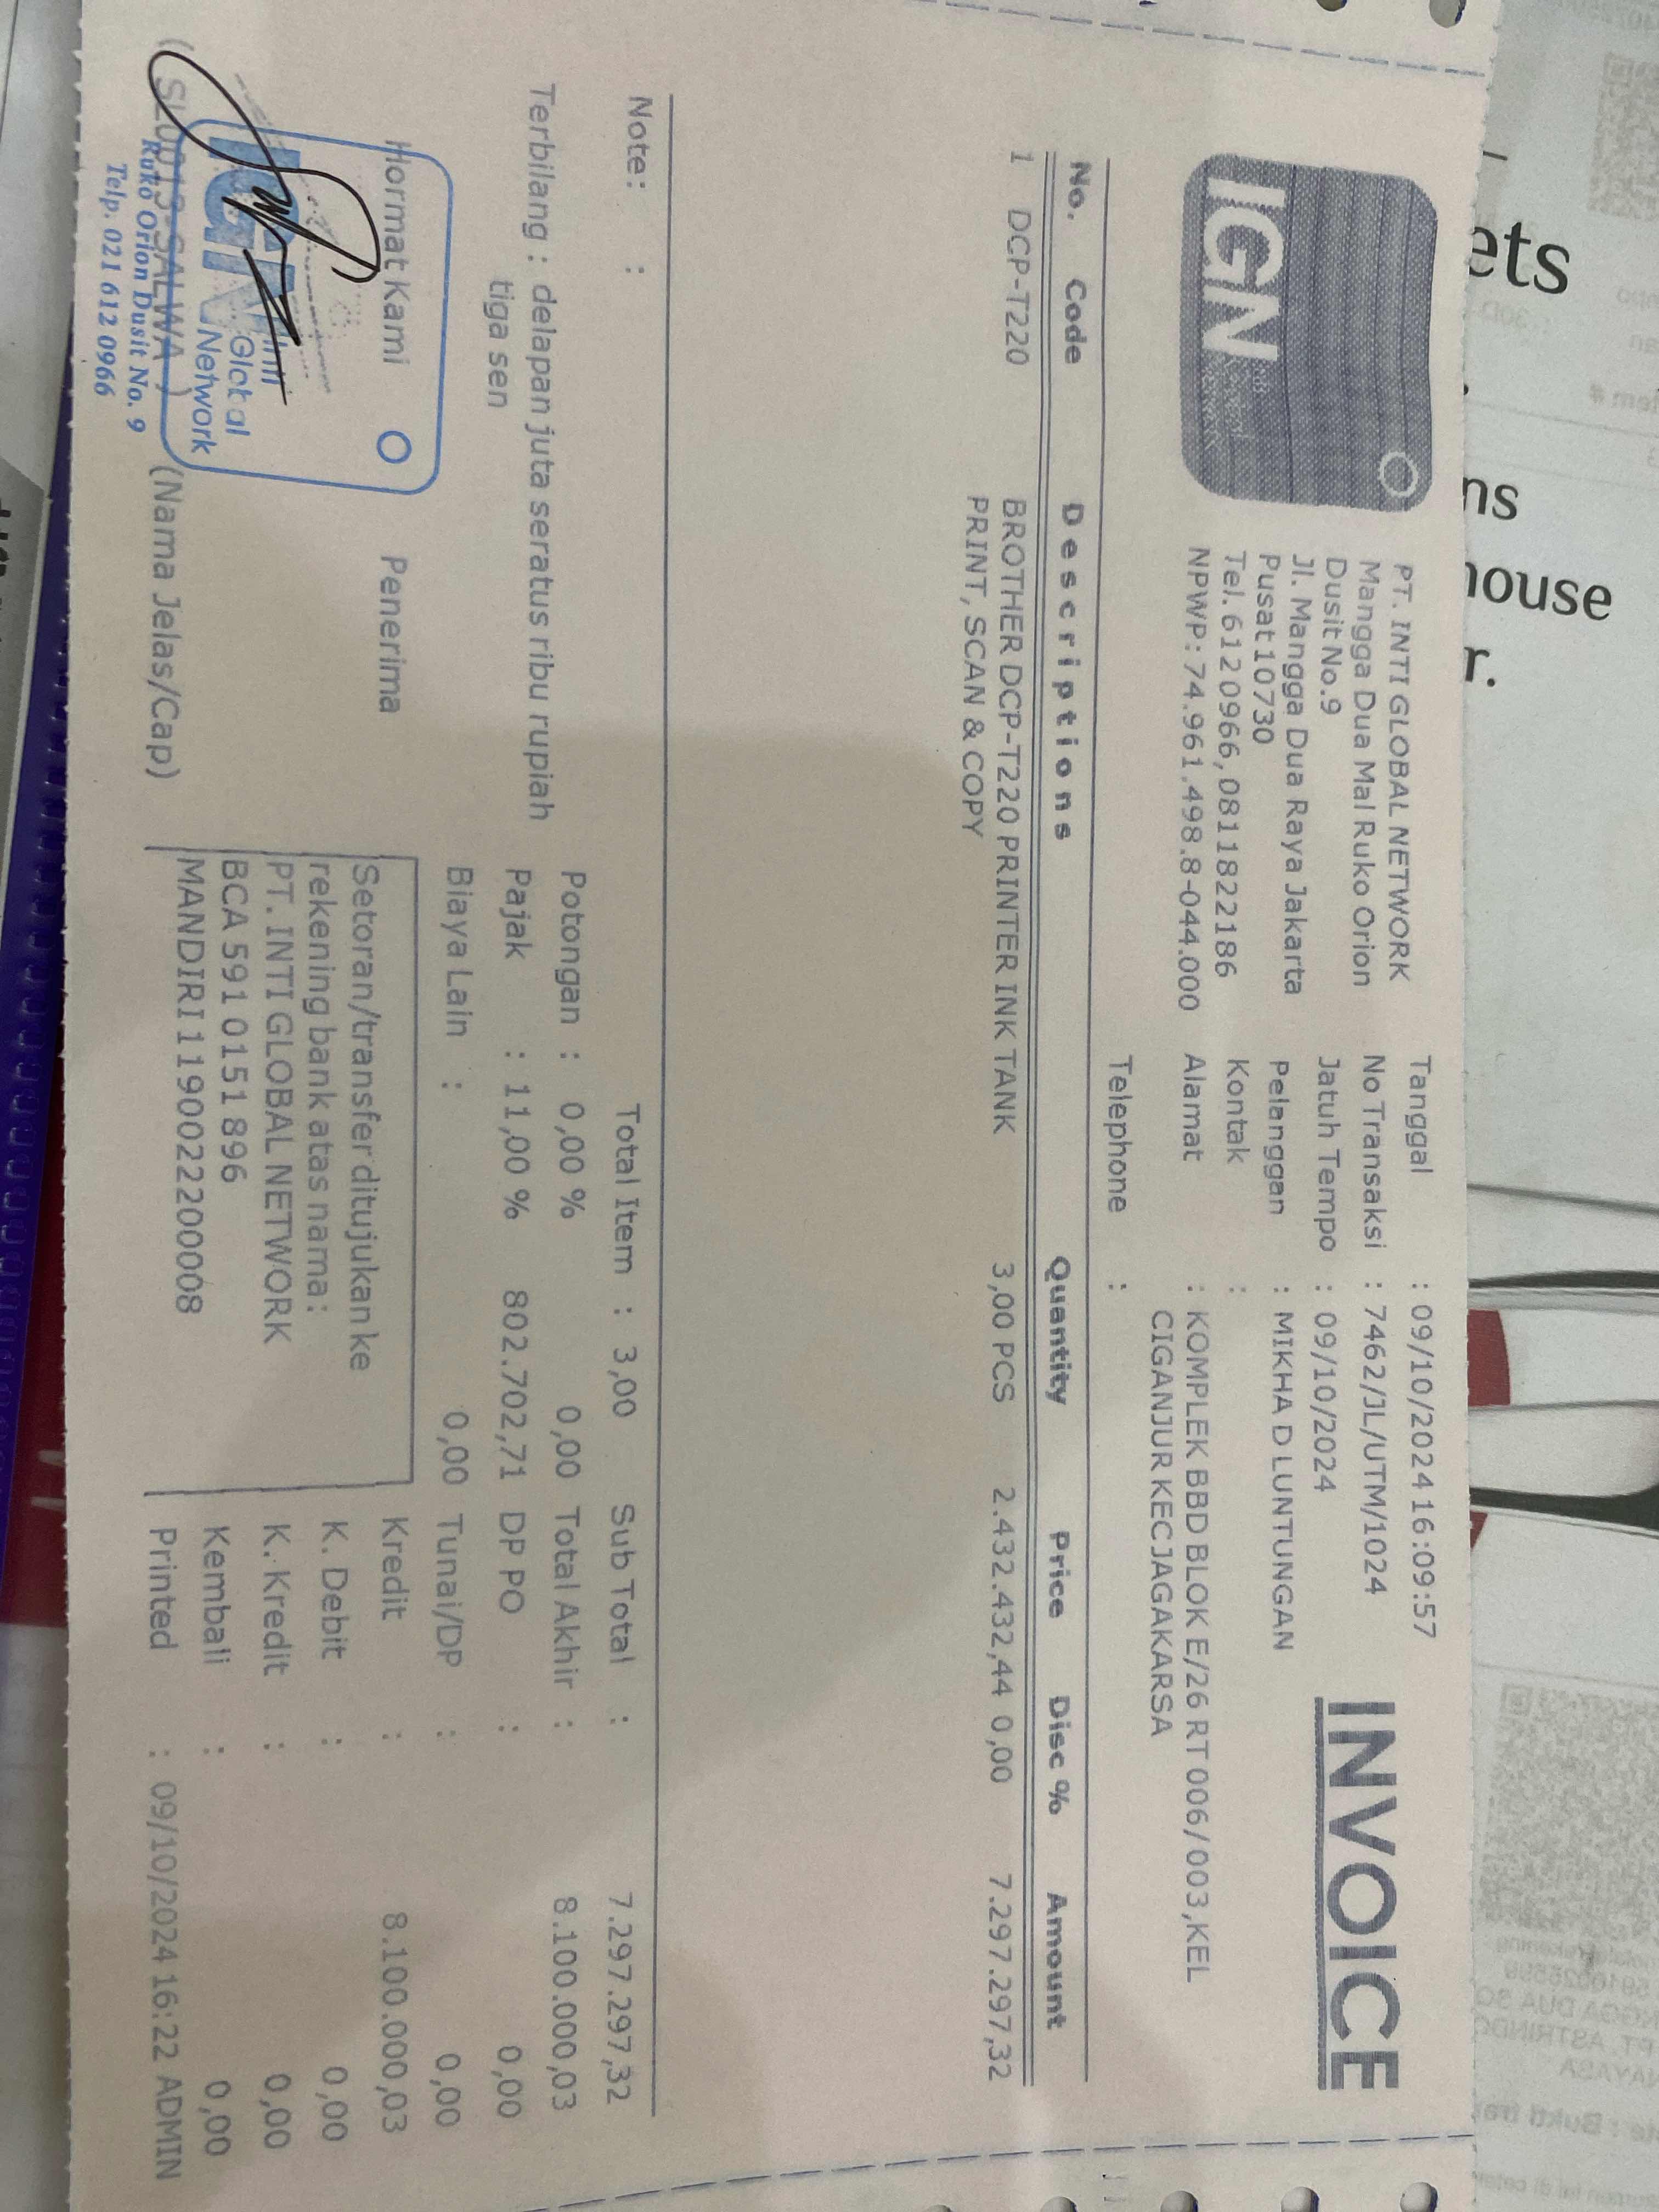 IGN
PT. INTI GLOBAL NETWORK
Mangga Dua Mal Ruko Orion
Dusit No.9
Jl. Mangga Dua Raya Jakarta
Pusat 10730
Tel. 6120966,08118822186
NPWP: 74.961.498.8-044.000
Tanggal : 09/10/2024 16:09:57
No Transaksi : 7462/JL/UTM/1024
Jatuh Tempo : 09/10/2024
Pelanggan : MIKHA D LUNTUNGAN
Kontak :
Alamat : KOMPLEK BBD BLOK E/26 RT006/003,KEL
CIGANJUR KEC JAGAKARSA
Telephone :
INVOICE
No. Code Descriptions Quantity Price Disc % Amount
1 DCP-T220 BROTHER DCP-T220 PRINTER INK TANK 3,00 PCS 2.432.432,44 0,00 7.297.297,32
PRINT, SCAN & COPY
Note: :
Terbilang : delapan juta seratus ribu rupiah
tiga sen
Total Item : 3,00
Potongan : 0,00 % 0,00
Pajak : 11,00 % 802.702,71
Biaya Lain : 0,00
Sub Total : 7.297.297,32
Total Akhir : 8.100.000,03
DP PO : 0,00
Tunai/DP : 0,00
Kredit : 8.100.000,03
K. Debit : 0,00
K. Kredit : 0,00
Kembali : 0,00
Printed : 09/10/2024 16:22 ADMIN
Hormat Kami
Penerima
(Nama Jelas/Cap)
Setoran/transfer ditujukan ke
rekening bank atas nama:
PT. INTI GLOBAL NETWORK
BCA 591 0151 896
MANDIRI 1190022200008
SALWA )
Global
Network
Ruko Orion Dusit No. 9
Telp. 021 612 0966
ets
ns
house
r.